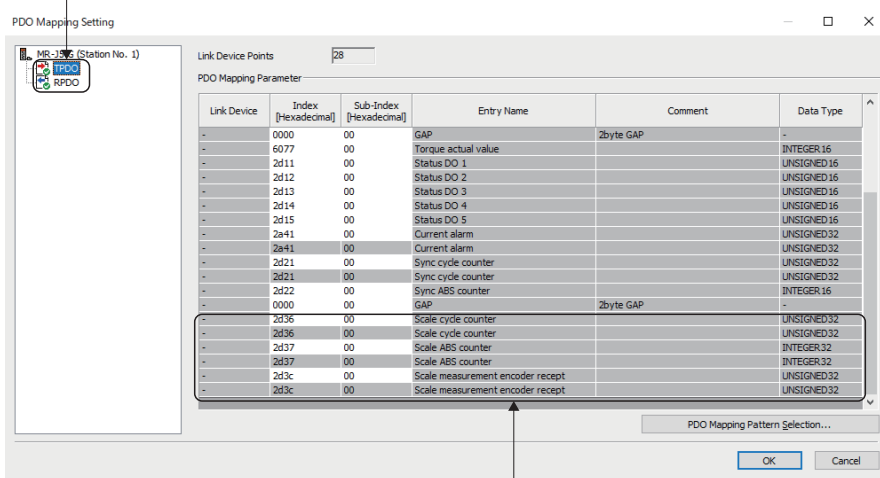 PDO Mapping Setting
MR-J5-G (Station No. 1)
TPDO
RPDO
Link Device Points 28
PDO Mapping Parameter
Link Device Index [Hexadecimal] Sub-Index [Hexadecimal] Entry Name Comment Data Type
- 0000 00 GAP 2byte GAP -
- 6077 00 Torque actual value INTEGER16
- 2d11 00 Status DO 1 UNSIGNED16
- 2d12 00 Status DO 2 UNSIGNED16
- 2d13 00 Status DO 3 UNSIGNED16
- 2d14 00 Status DO 4 UNSIGNED16
- 2d15 00 Status DO 5 UNSIGNED16
- 2a41 00 Current alarm UNSIGNED32
- 2a41 00 Current alarm UNSIGNED32
- 2d21 00 Sync cycle counter UNSIGNED32
- 2d21 00 Sync cycle counter UNSIGNED32
- 2d22 00 Sync ABS counter INTEGER16
- 0000 00 GAP 2byte GAP -
- 2d36 00 Scale cycle counter UNSIGNED32
- 2d36 00 Scale cycle counter UNSIGNED32
- 2d37 00 Scale ABS counter INTEGER32
- 2d37 00 Scale ABS counter INTEGER32
- 2d3c 00 Scale measurement encoder recept UNSIGNED32
- 2d3c 00 Scale measurement encoder recept UNSIGNED32
PDO Mapping Pattern Selection...
OK Cancel